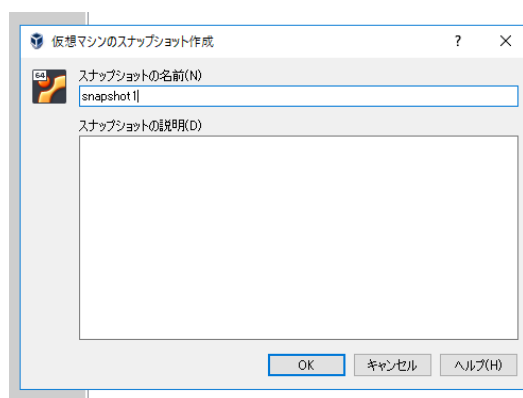 仮想マシンのスナップショット作成 ? ×
64
スナップショットの名前(N)
snapshot1
スナップショットの説明(D)
OK キャンセル ヘルプ(H)